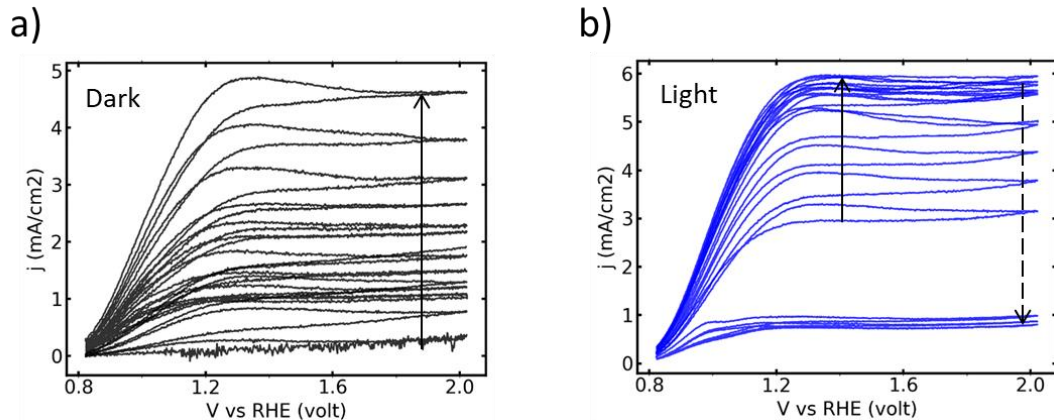 a)
Dark
5
4
3
2
1
0
j (mA/cm2)
0.8
1.2
1.6
2.0
V vs RHE (volt)
b)
Light
6
5
4
3
2
1
0
j (mA/cm2)
0.8
1.2
1.6
2.0
V vs RHE (volt)